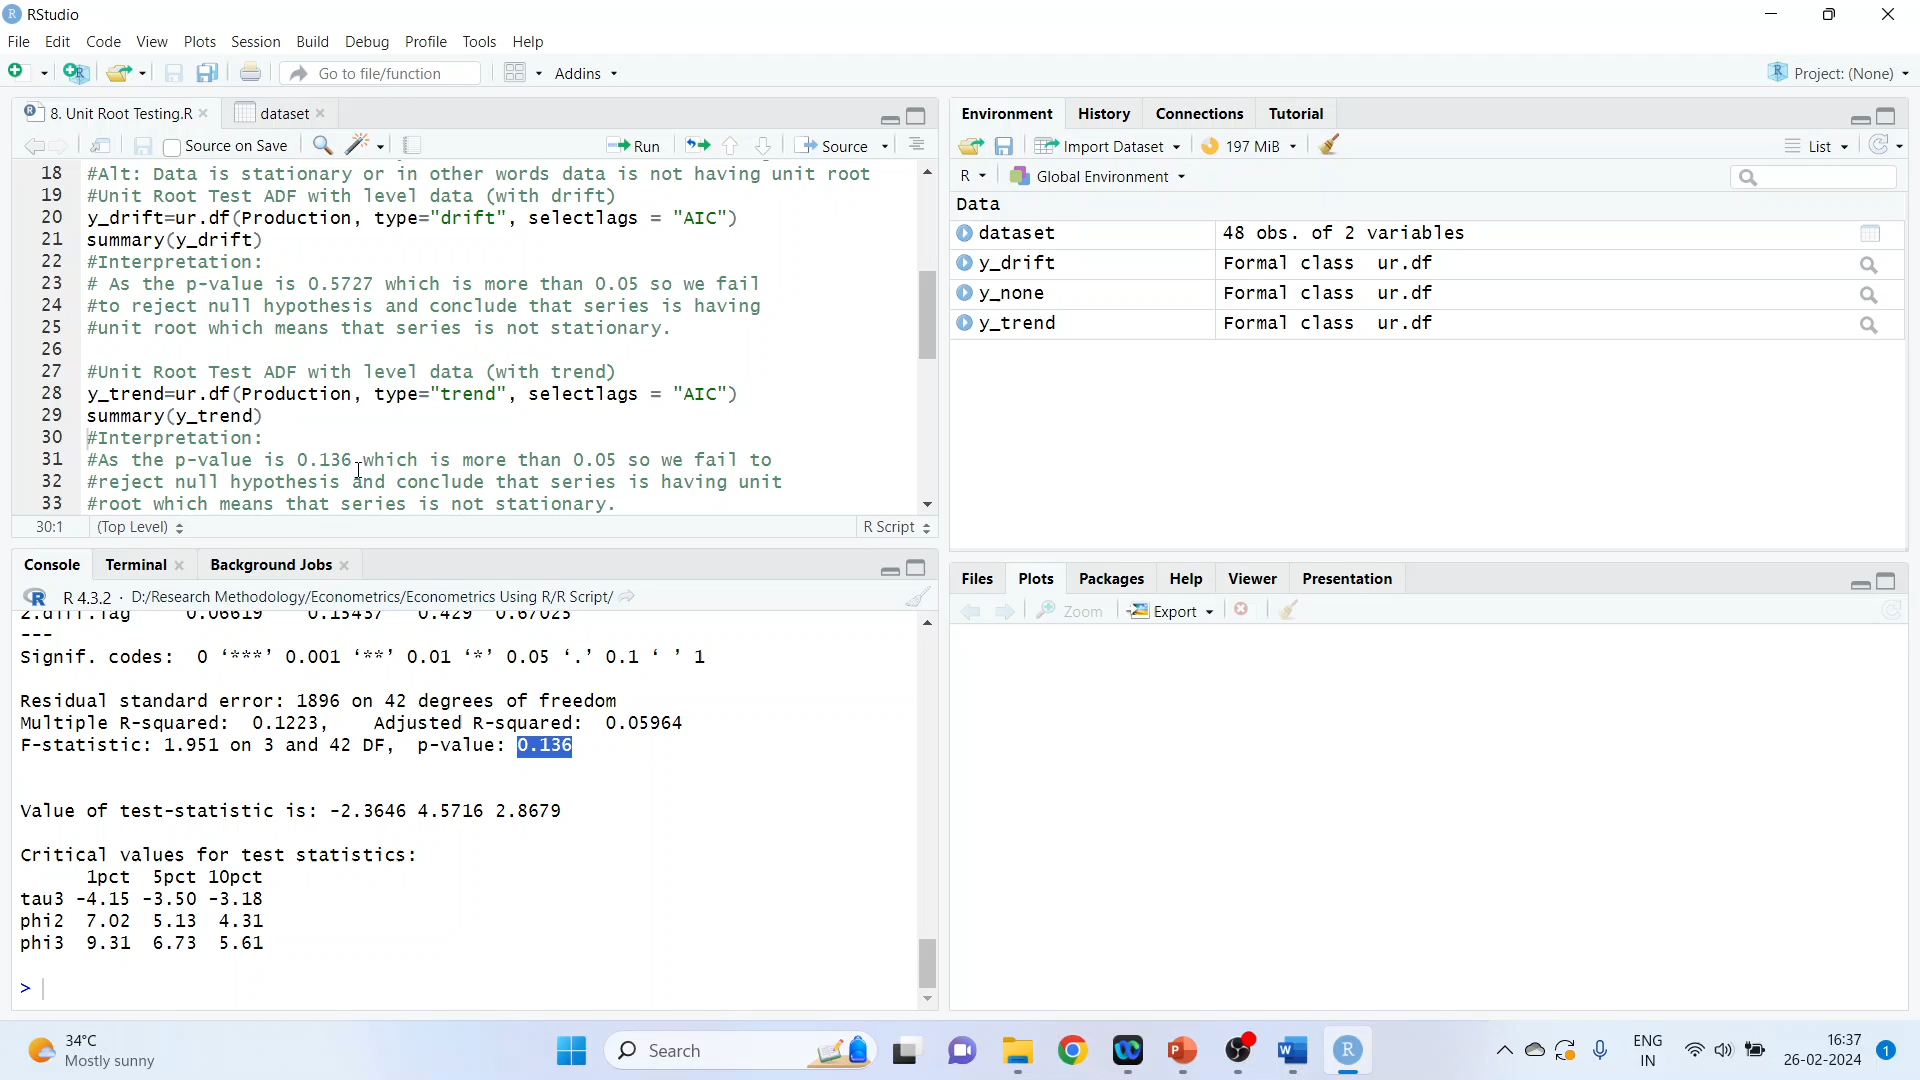 RStudio
File Edit Code View Plots Session Build Debug Profile Tools Help
Go to file/function Addins Project: (None)
8. Unit Root Testing.R dataset
Source on Save Run Source
18 #Alt: Data is stationary or in other words data is not having unit root
19 #Unit Root Test ADF with level data (with drift)
20 y_drift=ur.df(Production, type="drift", selectlags = "AIC")
21 summary(y_drift)
22 #Interpretation:
23 # As the p-value is 0.5727 which is more than 0.05 so we fail
24 #to reject null hypothesis and conclude that series is having
25 #unit root which means that series is not stationary.
26
27 #Unit Root Test ADF with level data (with trend)
28 y_trend=ur.df(Production, type="trend", selectlags = "AIC")
29 summary(y_trend)
30 #Interpretation:
31 #As the p-value is 0.136 which is more than 0.05 so we fail to
32 #reject null hypothesis and conclude that series is having unit
33 #root which means that series is not stationary.
30:1 (Top Level) R Script
Console Terminal Background Jobs
R 4.3.2 · D:/Research Methodology/Econometrics/Econometrics Using R/R Script/
z.diff.lag 0.06619 0.15437 0.429 0.67025
---
Signif. codes: 0 ‘***’ 0.001 ‘**’ 0.01 ‘*’ 0.05 ‘.’ 0.1 ‘ ’ 1
Residual standard error: 1896 on 42 degrees of freedom
Multiple R-squared: 0.1223, Adjusted R-squared: 0.05964
F-statistic: 1.951 on 3 and 42 DF, p-value: 0.136
Value of test-statistic is: -2.3646 4.5716 2.8679
Critical values for test statistics:
1pct 5pct 10pct
tau3 -4.15 -3.50 -3.18
phi2 7.02 5.13 4.31
phi3 9.31 6.73 5.61
>
Environment History Connections Tutorial
Import Dataset 197 MiB List
R Global Environment
Data
dataset 48 obs. of 2 variables
y_drift Formal class ur.df
y_none Formal class ur.df
y_trend Formal class ur.df
Files Plots Packages Help Viewer Presentation
Zoom Export
34°C
Mostly sunny
Search
ENG
IN
16:37
26-02-2024
1